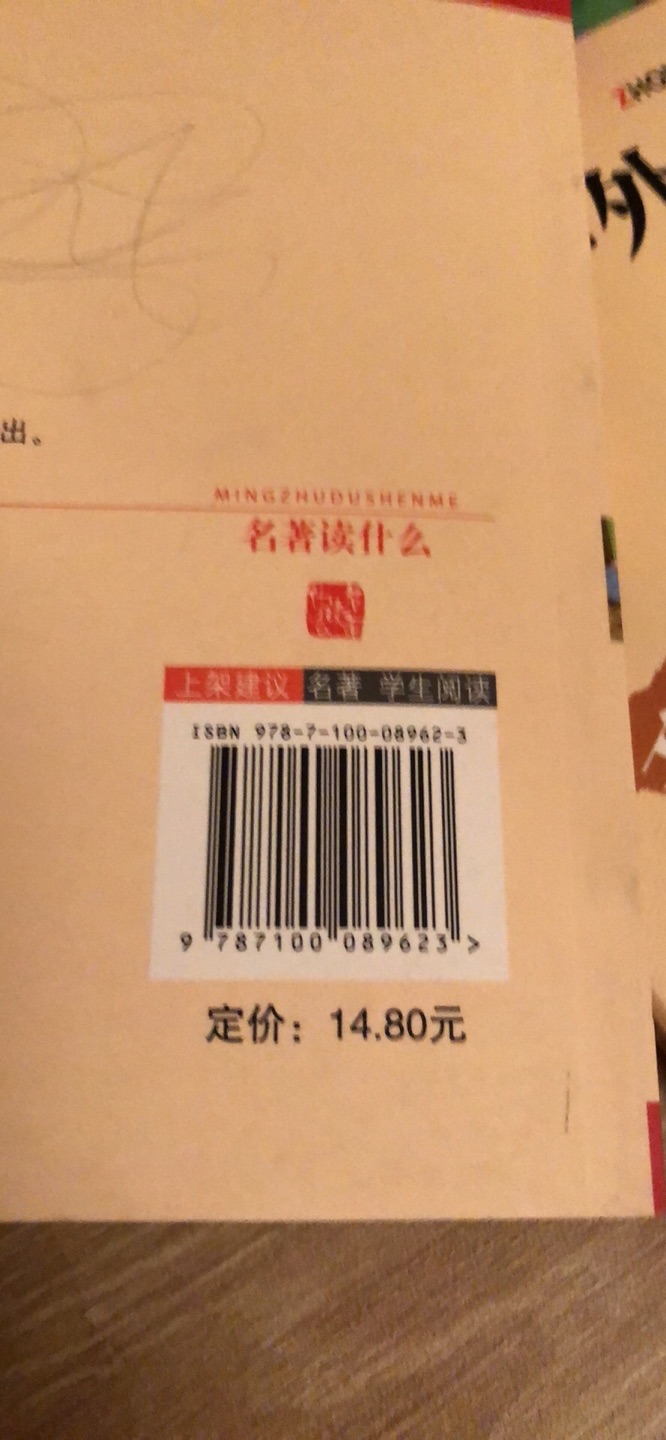 外
出。
MINGZHUDUSHENME
名著读什么
上架建议 名著 学生阅读
ISBN 978-7-100-08962-3
9 787100 089623 >
定价：14.80元